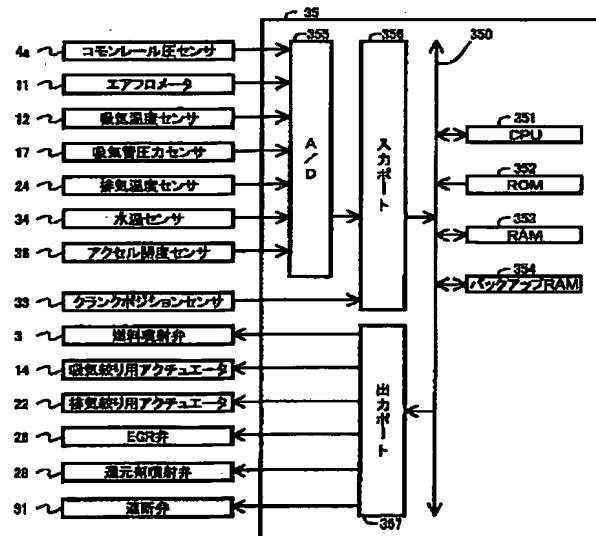 35
4a コモンレール圧センサ
11 エアフロメータ
12 吸気温度センサ
17 吸気管圧力センサ
24 排気温度センサ
34 水温センサ
36 アクセル開度センサ
33 クランクポジションセンサ
3 燃料噴射弁
14 吸気絞り用アクチュエータ
22 排気絞り用アクチュエータ
26 EGR弁
28 還元剤噴射弁
31 遮断弁
355
A/D
356
入力ポート
出力ポート
357
350
351
CPU
352
ROM
353
RAM
354
バックアップRAM